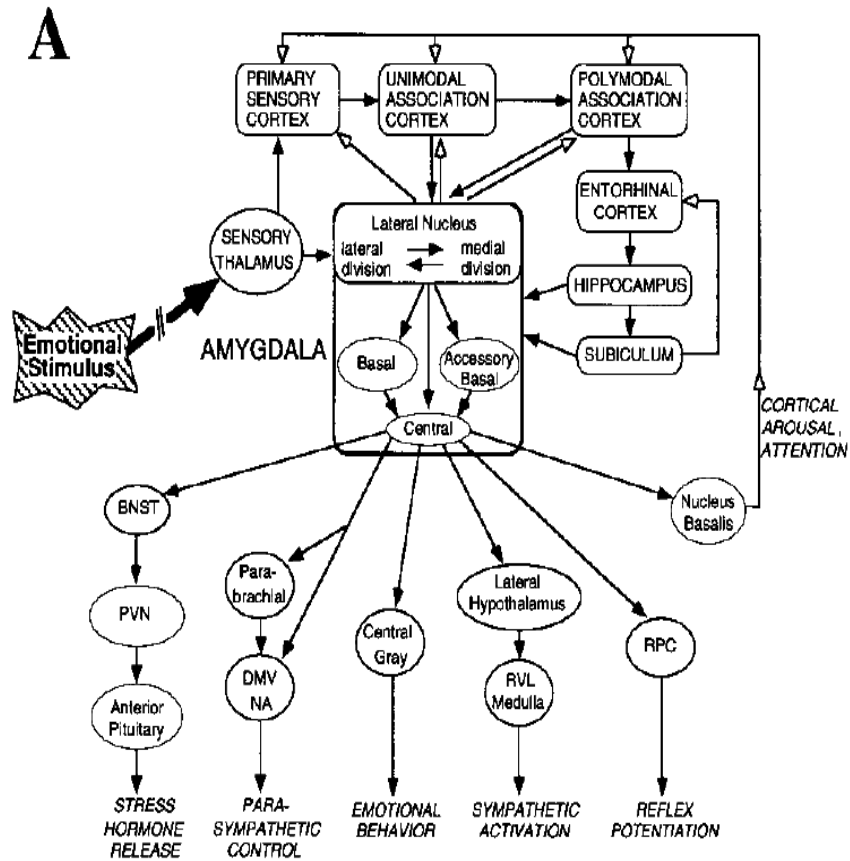 A
PRIMARY
SENSORY
CORTEX
UNIMODAL
ASSOCIATION
CORTEX
POLYMODAL
ASSOCIATION
CORTEX
ENTORHINAL
CORTEX
SENSORY
THALAMUS
Lateral Nucleus
lateral
division
medial
division
HIPPOCAMPUS
SUBICULUM
Emotional
Stimulus
AMYGDALA
Basal
Accessory
Basal
Central
CORTICAL
AROUSAL,
ATTENTION
BNST
Nucleus
Basalis
Para-
brachial
Lateral
Hypothalamus
PVN
Central
Gray
RPC
DMV
NA
RVL
Medulla
Anterior
Pituitary
STRESS
HORMONE
RELEASE
PARA-
SYMPATHETIC
CONTROL
EMOTIONAL
BEHAVIOR
SYMPATHETIC
ACTIVATION
REFLEX
POTENTIATION